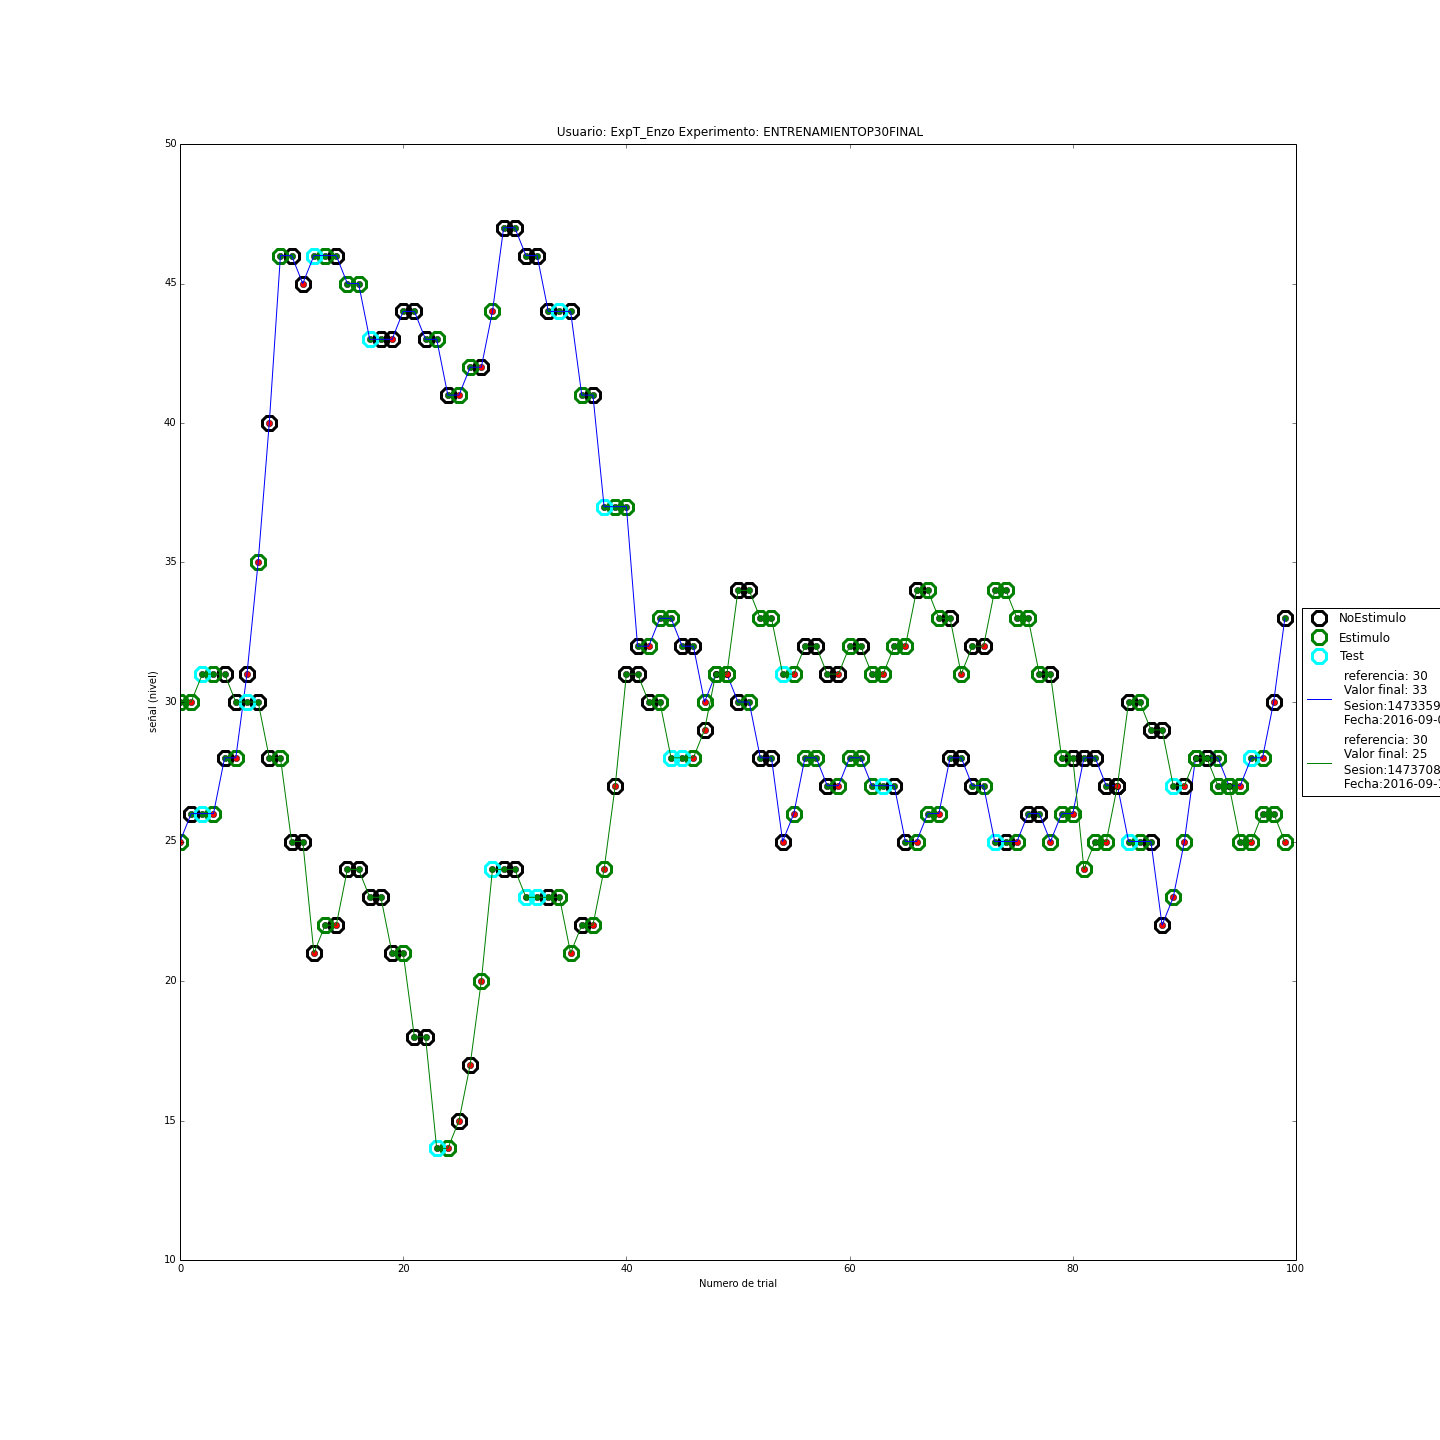 Usuario: ExpT_Enzo Experimento: ENTRENAMIENTOP30FINAL
50
45
40
35
30
25
20
15
10
señal (nivel)
0
20
40
60
80
100
Numero de trial
NoEstimulo
Estimulo
Test
referencia: 30
Valor final: 33
Sesion:1473359
Fecha:2016-09-0
referencia: 30
Valor final: 25
Sesion:1473708
Fecha:2016-09-1